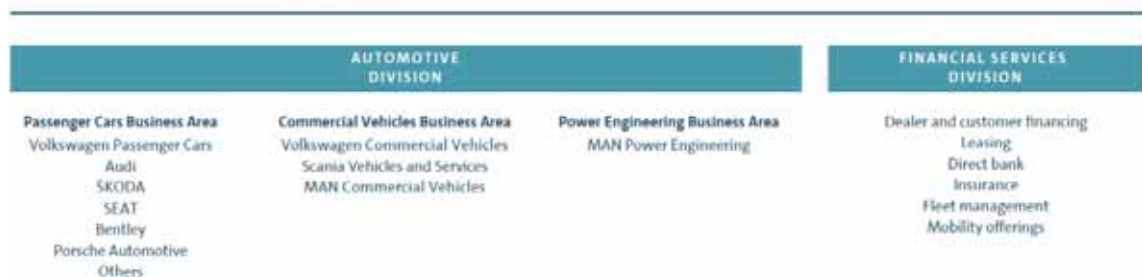 AUTOMOTIVE
DIVISION
Passenger Cars Business Area
Volkswagen Passenger Cars
Audi
ŠKODA
SEAT
Bentley
Porsche Automotive
Others
Commercial Vehicles Business Area
Volkswagen Commercial Vehicles
Scania Vehicles and Services
MAN Commercial Vehicles
Power Engineering Business Area
MAN Power Engineering
FINANCIAL SERVICES
DIVISION
Dealer and customer financing
Leasing
Direct bank
Insurance
Fleet management
Mobility offerings